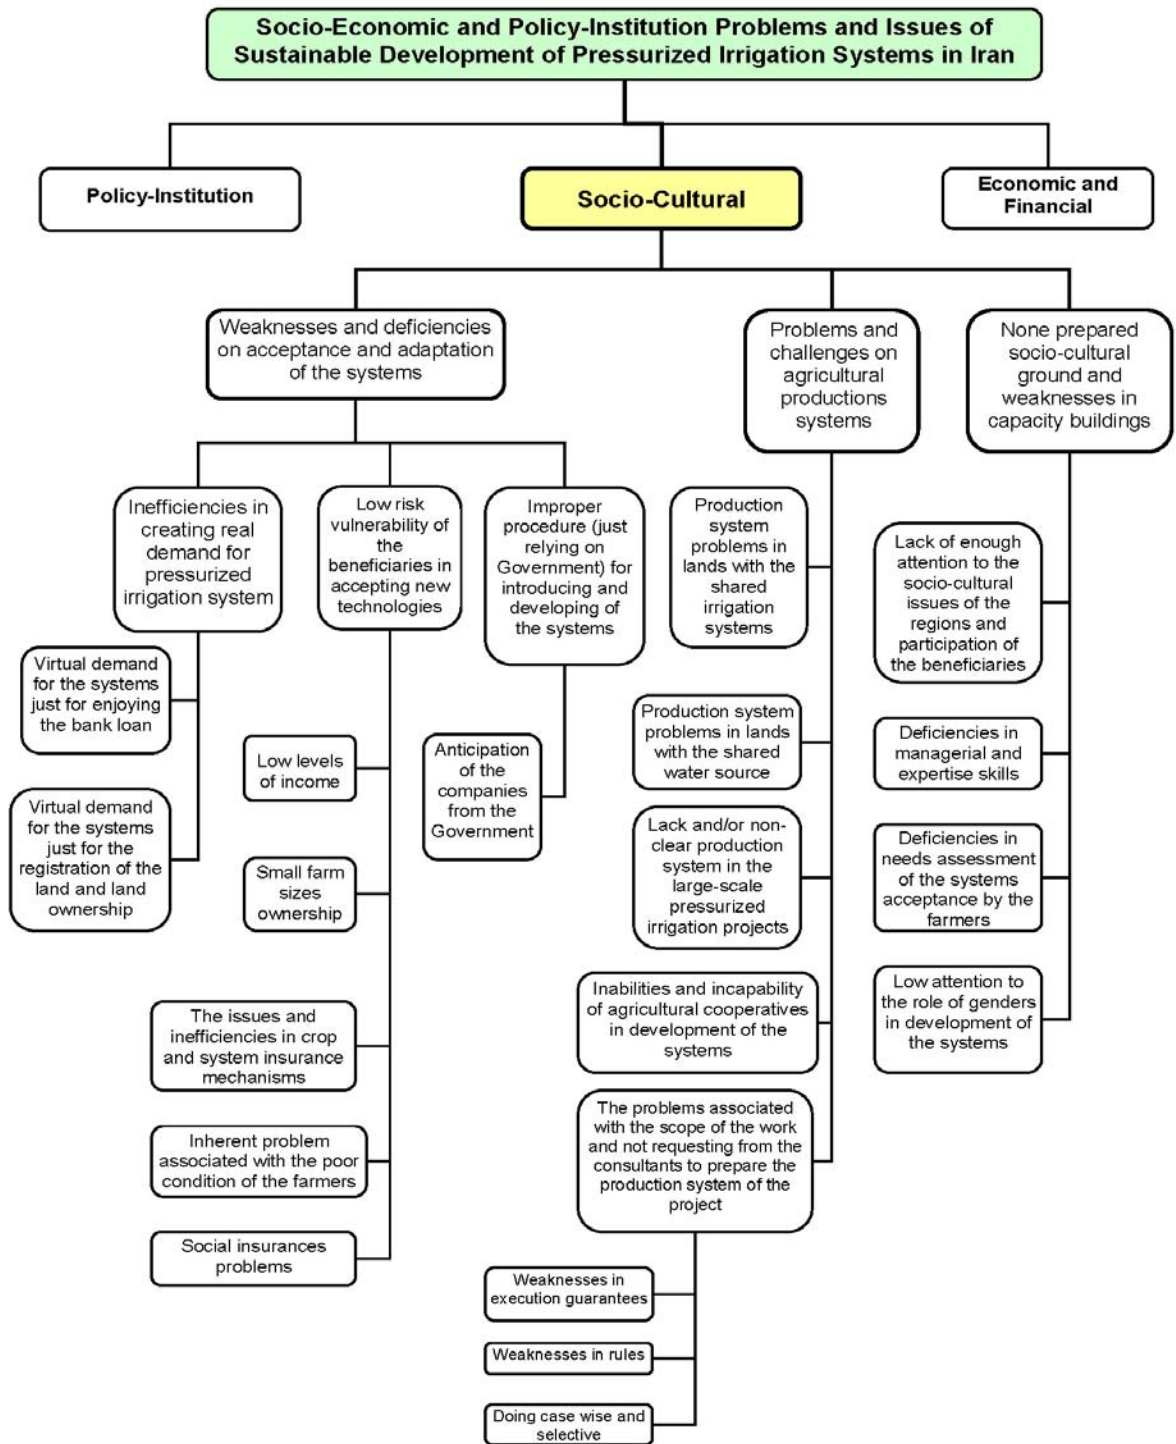 Socio-Economic and Policy-Institution Problems and Issues of
Sustainable Development of Pressurized Irrigation Systems in Iran
Policy-Institution
Socio-Cultural
Economic and
Financial
Weaknesses and deficiencies
on acceptance and adaptation
of the systems
Problems and
challenges on
agricultural
productions
systems
None prepared
socio-cultural
ground and
weaknesses in
capacity buildings
Inefficiencies in
creating real
demand for
pressurized
irrigation system
Low risk
vulnerability of
the
beneficiaries in
accepting new
technologies
Improper
procedure (just
relying on
Government) for
introducing and
developing of
the systems
Production
system
problems in
lands with the
shared
irrigation
systems
Lack of enough
attention to the
socio-cultural
issues of the
regions and
participation of
the beneficiaries
Virtual demand
for the systems
just for enjoying
the bank loan
Virtual demand
for the systems
just for the
registration of the
land and land
ownership
Low levels
of income
Small farm
sizes
ownership
The issues and
inefficiencies in crop
and system insurance
mechanisms
Inherent problem
associated with the poor
condition of the farmers
Social insurances
problems
Anticipation
of the
companies
from the
Government
Production system
problems in lands
with the shared
water source
Lack and/or non-
clear production
system in the
large-scale
pressurized
irrigation projects
Inabilities and incapability
of agricultural cooperatives
in development of the
systems
The problems associated
with the scope of the work
and not requesting from the
consultants to prepare the
production system of the
project
Weaknesses in
execution guarantees
Weaknesses in rules
Doing case wise and
selective
Deficiencies in
managerial and
expertise skills
Deficiencies in
needs assessment
of the systems
acceptance by the
farmers
Low attention to
the role of genders
in development of
the systems